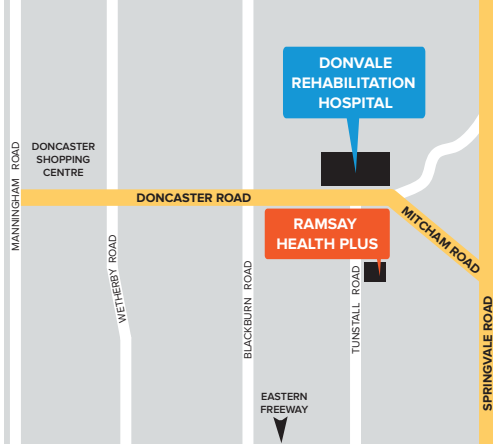 DONVALE
REHABILITATION
HOSPITAL
DONCASTER
SHOPPING
CENTRE
MANNINGHAM ROAD
DONCASTER ROAD
MITCHAM ROAD
RAMSAY
HEALTH PLUS
WETHERBY ROAD
BLACKBURN ROAD
TUNSTALL ROAD
SPRINGVALE ROAD
EASTERN
FREEWAY